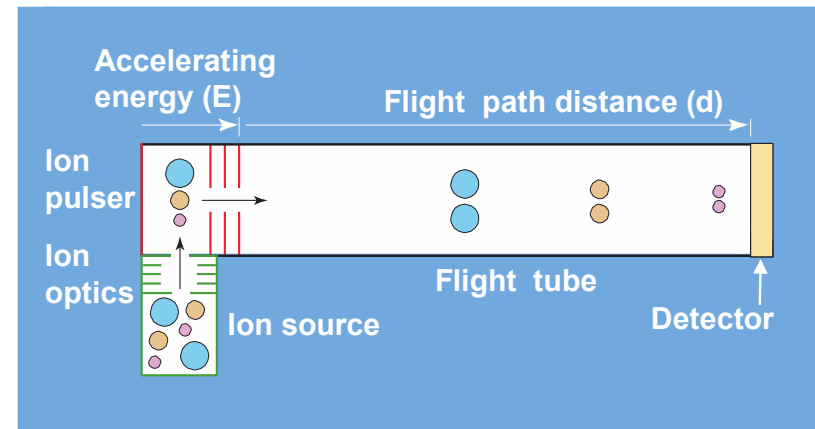 Accelerating
energy (E)
Flight path distance (d)
Ion
pulser
Ion
optics
Ion source
Flight tube
Detector